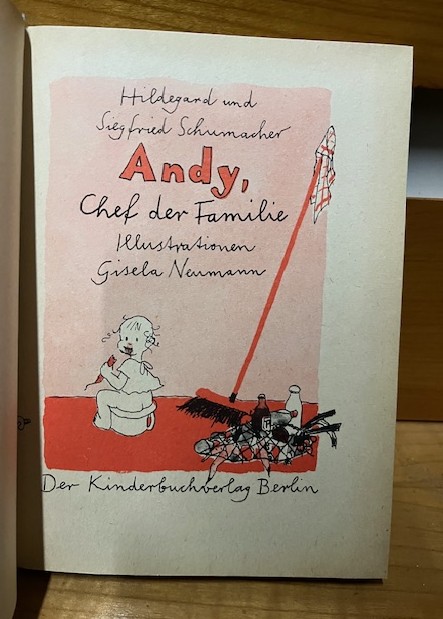 Hildegard und
Siegfried Schumacher
Andy,
Chef der Familie
Illustrationen
Gisela Neumann
Der Kinderbuchverlag Berlin